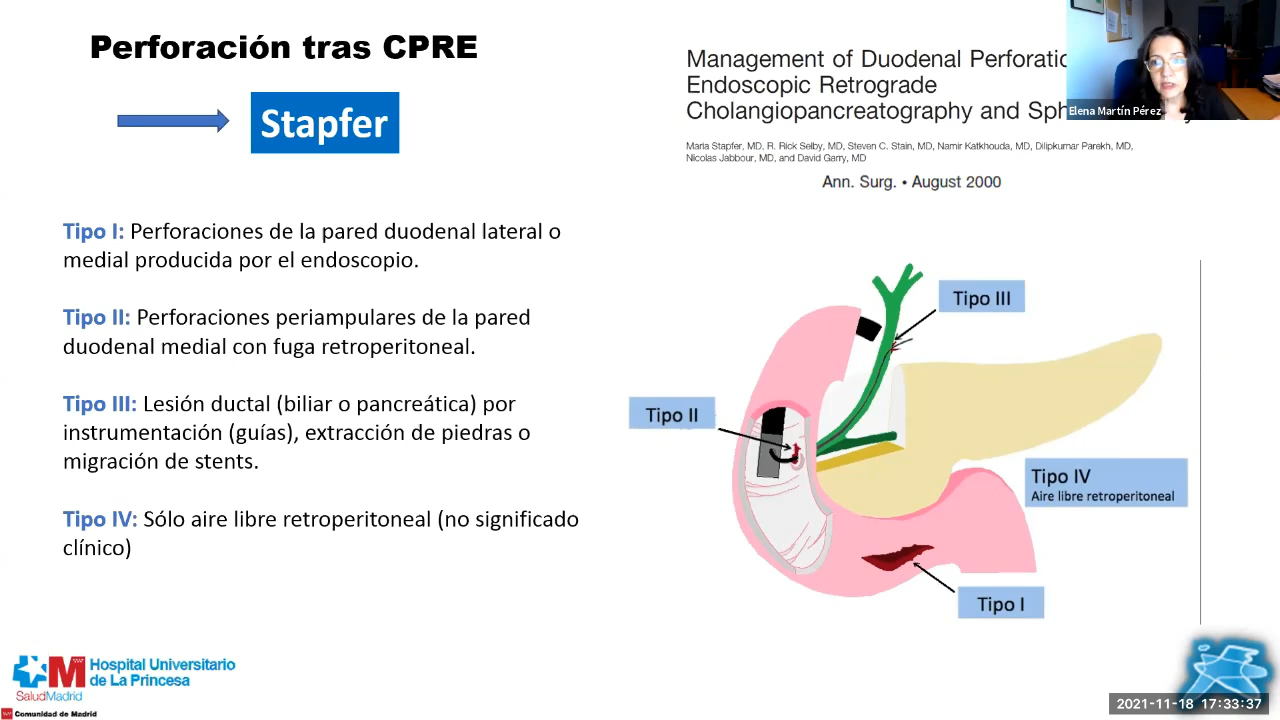 Perforación tras CPRE
Stapfer
Tipo I: Perforaciones de la pared duodenal lateral o
medial producida por el endoscopio.
Tipo II: Perforaciones periampulares de la pared
duodenal medial con fuga retroperitoneal.
Tipo III: Lesión ductal (biliar o pancreática) por
instrumentación (guías), extracción de piedras o
migración de stents.
Tipo IV: Sólo aire libre retroperitoneal (no significado
clínico)
Management of Duodenal
Endoscopic Retrograde
Cholangiopancreatography and
Maria Stapfer, MD, R. Rick Selby, MD, Steven C. Stain, MD, Namir Katkhouda, MD, Dilipkumar Parekh, MD,
Nicolas Jabbour, MD, and David Garry, MD
Ann. Surg. • August 2000
Elena Martín Pérez
Tipo III
Tipo II
Tipo IV
Aire libre retroperitoneal
Tipo I
M
Hospital Universitario
de La Princesa
SaludMadrid
Comunidad de Madrid
2021-11-18 17:33:37